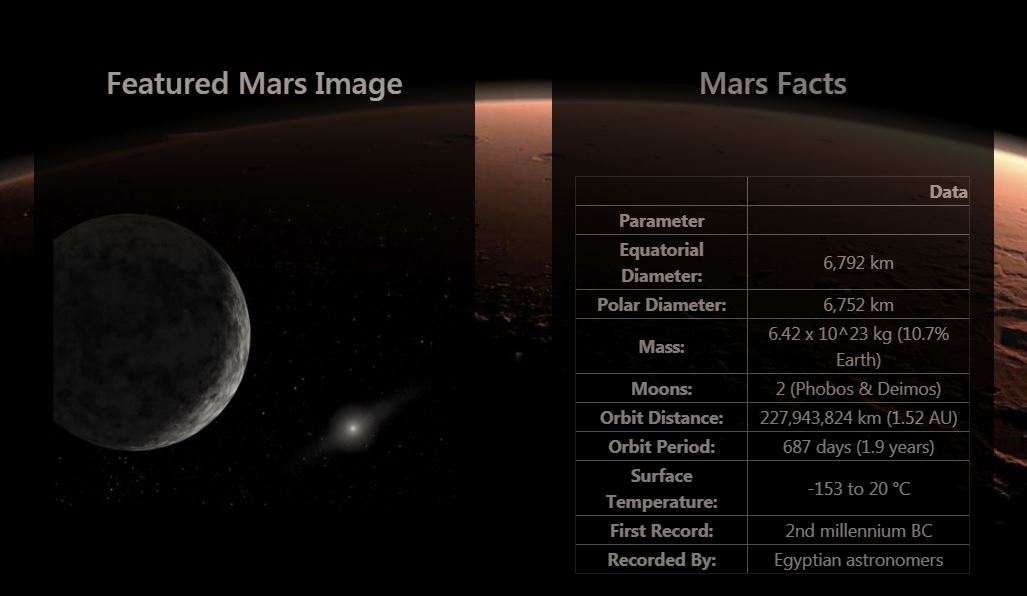 Featured Mars Image
Mars Facts
Data
Parameter
Equatorial
Diameter:
6,792 km
Polar Diameter:
6,752 km
Mass:
6.42 x 10^23 kg (10.7%
Earth)
Moons:
2 (Phobos & Deimos)
Orbit Distance:
227,943,824 km (1.52 AU)
Orbit Period:
687 days (1.9 years)
Surface
Temperature:
-153 to 20 °C
First Record:
2nd millennium BC
Recorded By:
Egyptian astronomers